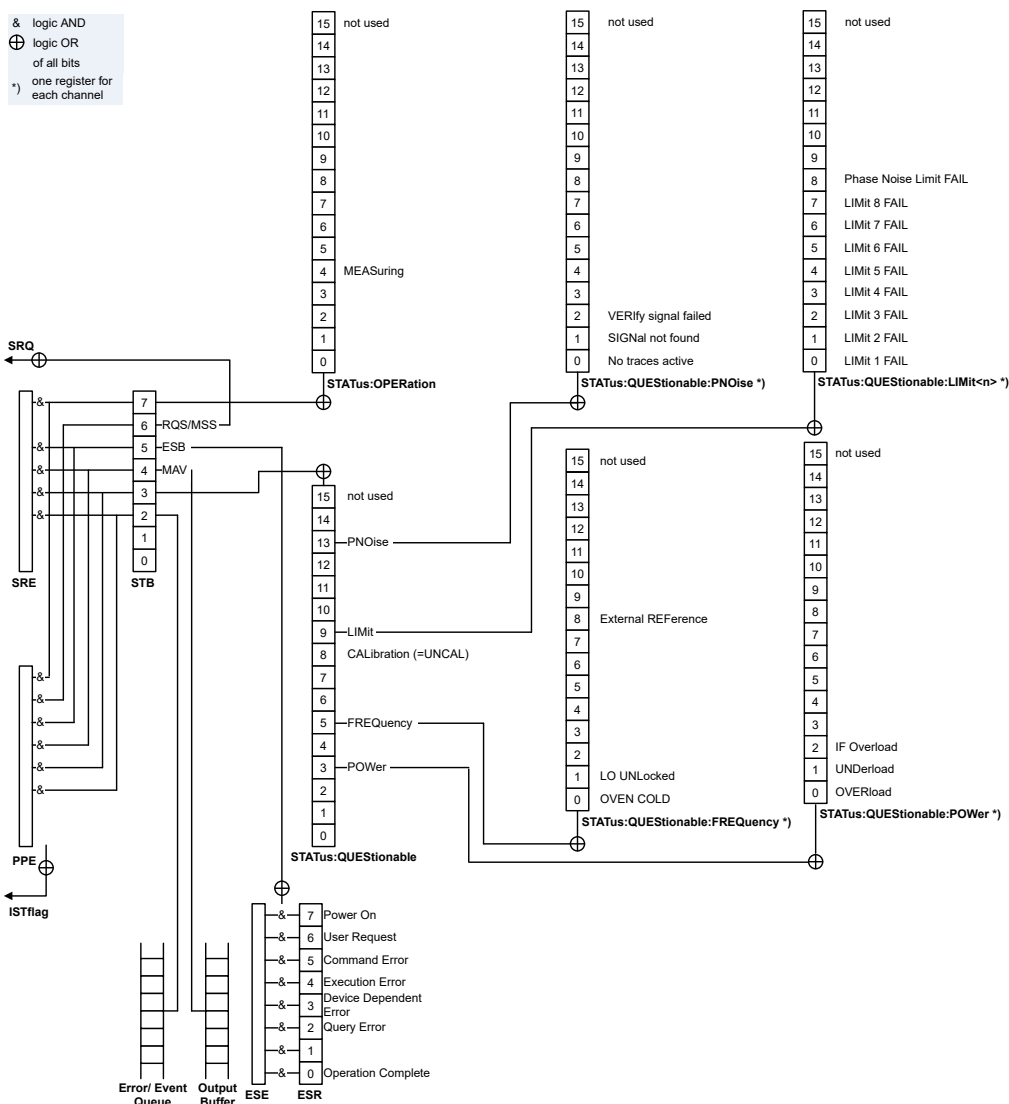 & logic AND
logic OR
of all bits
*) one register for
each channel
15 not used
14
13
12
11
10
9
8
7
6
5
4 MEASuring
3
2
1
0
STATus:OPERation
15 not used
14
13
12
11
10
9
8
7
6
5
4
3
2 VERIfy signal failed
1 SIGNal not found
0 No traces active
STATus:QUEStionable:PNOise *)
15 not used
14
13
12
11
10
9
8 Phase Noise Limit FAIL
7 LIMit 8 FAIL
6 LIMit 7 FAIL
5 LIMit 6 FAIL
4 LIMit 5 FAIL
3 LIMit 4 FAIL
2 LIMit 3 FAIL
1 LIMit 2 FAIL
0 LIMit 1 FAIL
STATus:QUEStionable:LIMit<n> *)
SRQ
&
&
&
&
&
SRE
7
6 RQS/MSS
5 ESB
4 MAV
3
2
1
0
STB
15 not used
14
13 PNOise
12
11
10
9 LIMit
8 CALibration (=UNCAL)
7
6
5 FREQuency
4
3 POWer
2
1
0
STATus:QUEStionable
15 not used
14
13
12
11
10
9
8 External REFerence
7
6
5
4
3
2
1 LO UNLocked
0 OVEN COLD
STATus:QUEStionable:FREQuency *)
15 not used
14
13
12
11
10
9
8
7
6
5
4
3
2 IF Overload
1 UNDerload
0 OVERload
STATus:QUEStionable:POWer *)
&
&
&
&
&
&
PPE
ISTflag
& 7 Power On
& 6 User Request
& 5 Command Error
& 4 Execution Error
& 3 Device Dependent
Error
& 2 Query Error
& 1
& 0 Operation Complete
Error/ Event
Queue
Output
Buffer
ESE
ESR